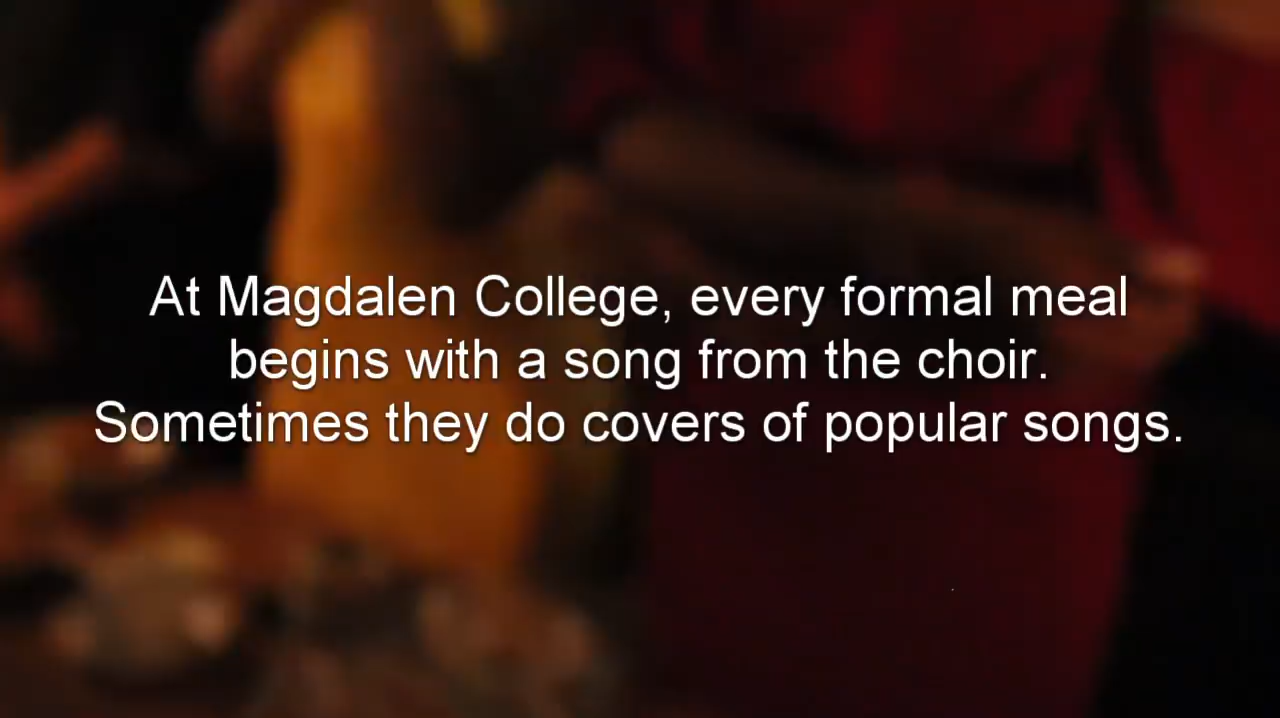 At Magdalen College, every formal meal
begins with a song from the choir.
Sometimes they do covers of popular songs.